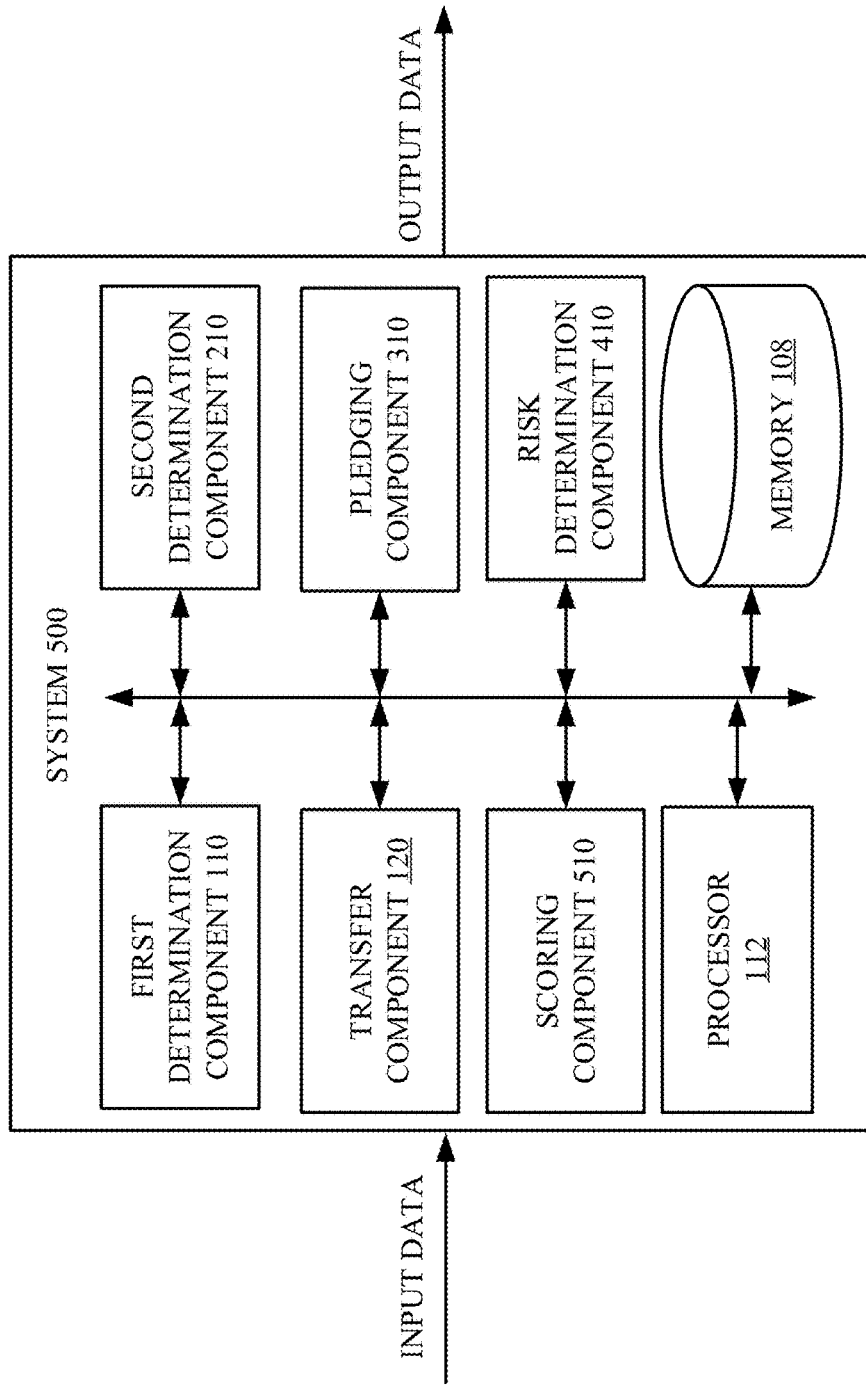 SYSTEM 500
INPUT DATA
OUTPUT DATA
FIRST
DETERMINATION
COMPONENT 110
SECOND
DETERMINATION
COMPONENT 210
TRANSFER
COMPONENT 120
PLEDGING
COMPONENT 310
SCORING
COMPONENT 510
RISK
DETERMINATION
COMPONENT 410
PROCESSOR
112
MEMORY 108